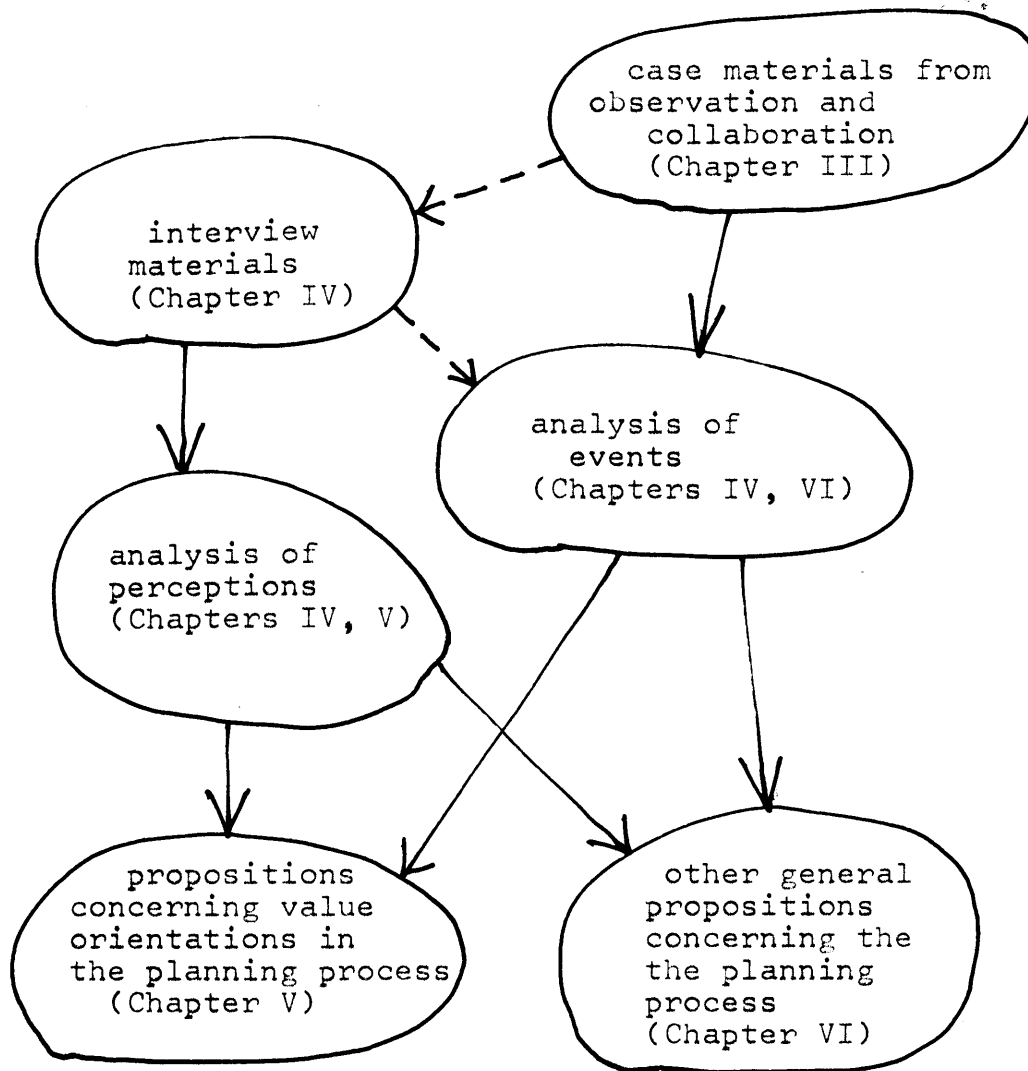 case materials from
observation and
collaboration
(Chapter III)
interview
materials
(Chapter IV)
analysis of
events
(Chapters IV, VI)
analysis of
perceptions
(Chapters IV, V)
propositions
concerning value
orientations in
the planning process
(Chapter V)
other general
propositions
concerning the
the planning
process
(Chapter VI)